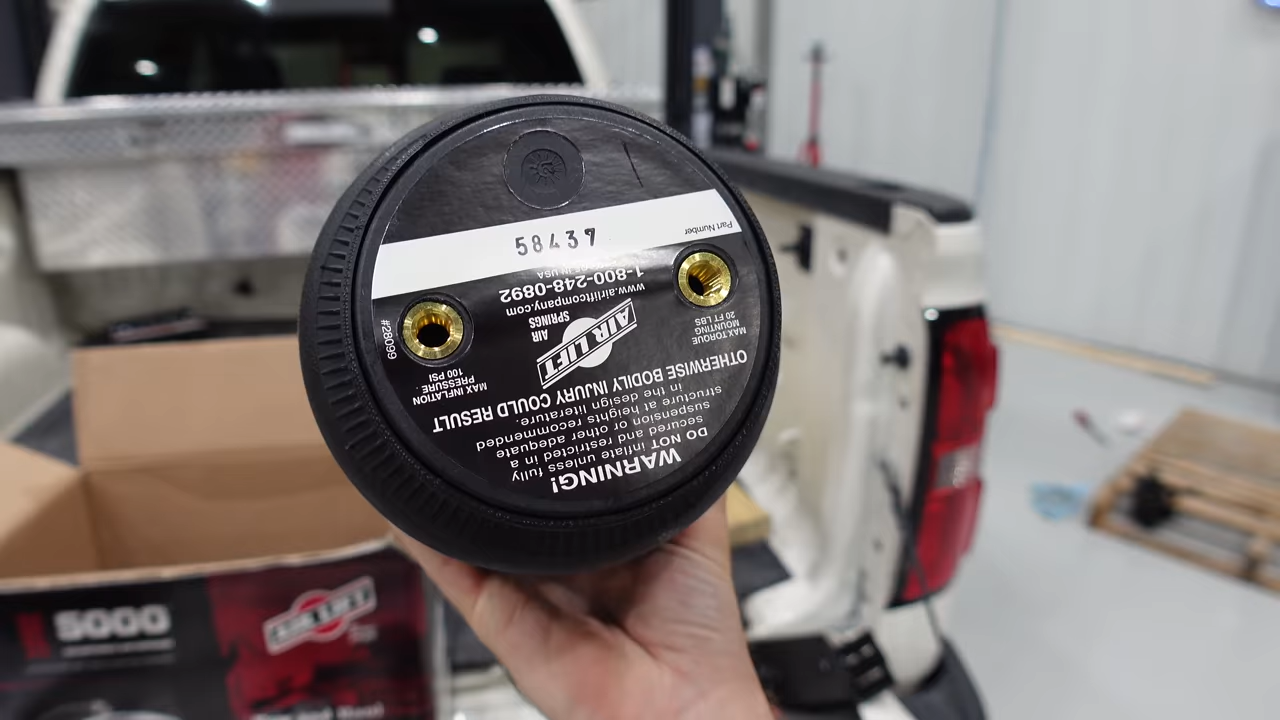 58437
Part Number
WARNING!
DO NOT inflate unless fully
secured and restricted in a
suspension or other adequate
structure at heights recommended
in the design literature.
OTHERWISE BODILY INJURY COULD RESULT
MAX TORQUE
MOUNTING
20 FT LBS
AIR LIFT
AIR
SPRINGS
MAX INFLATION
PRESSURE.
100 PSI
www.airliftcompany.com
1-800-248-0892
IN USA
#28099
5000
AIR LIFT